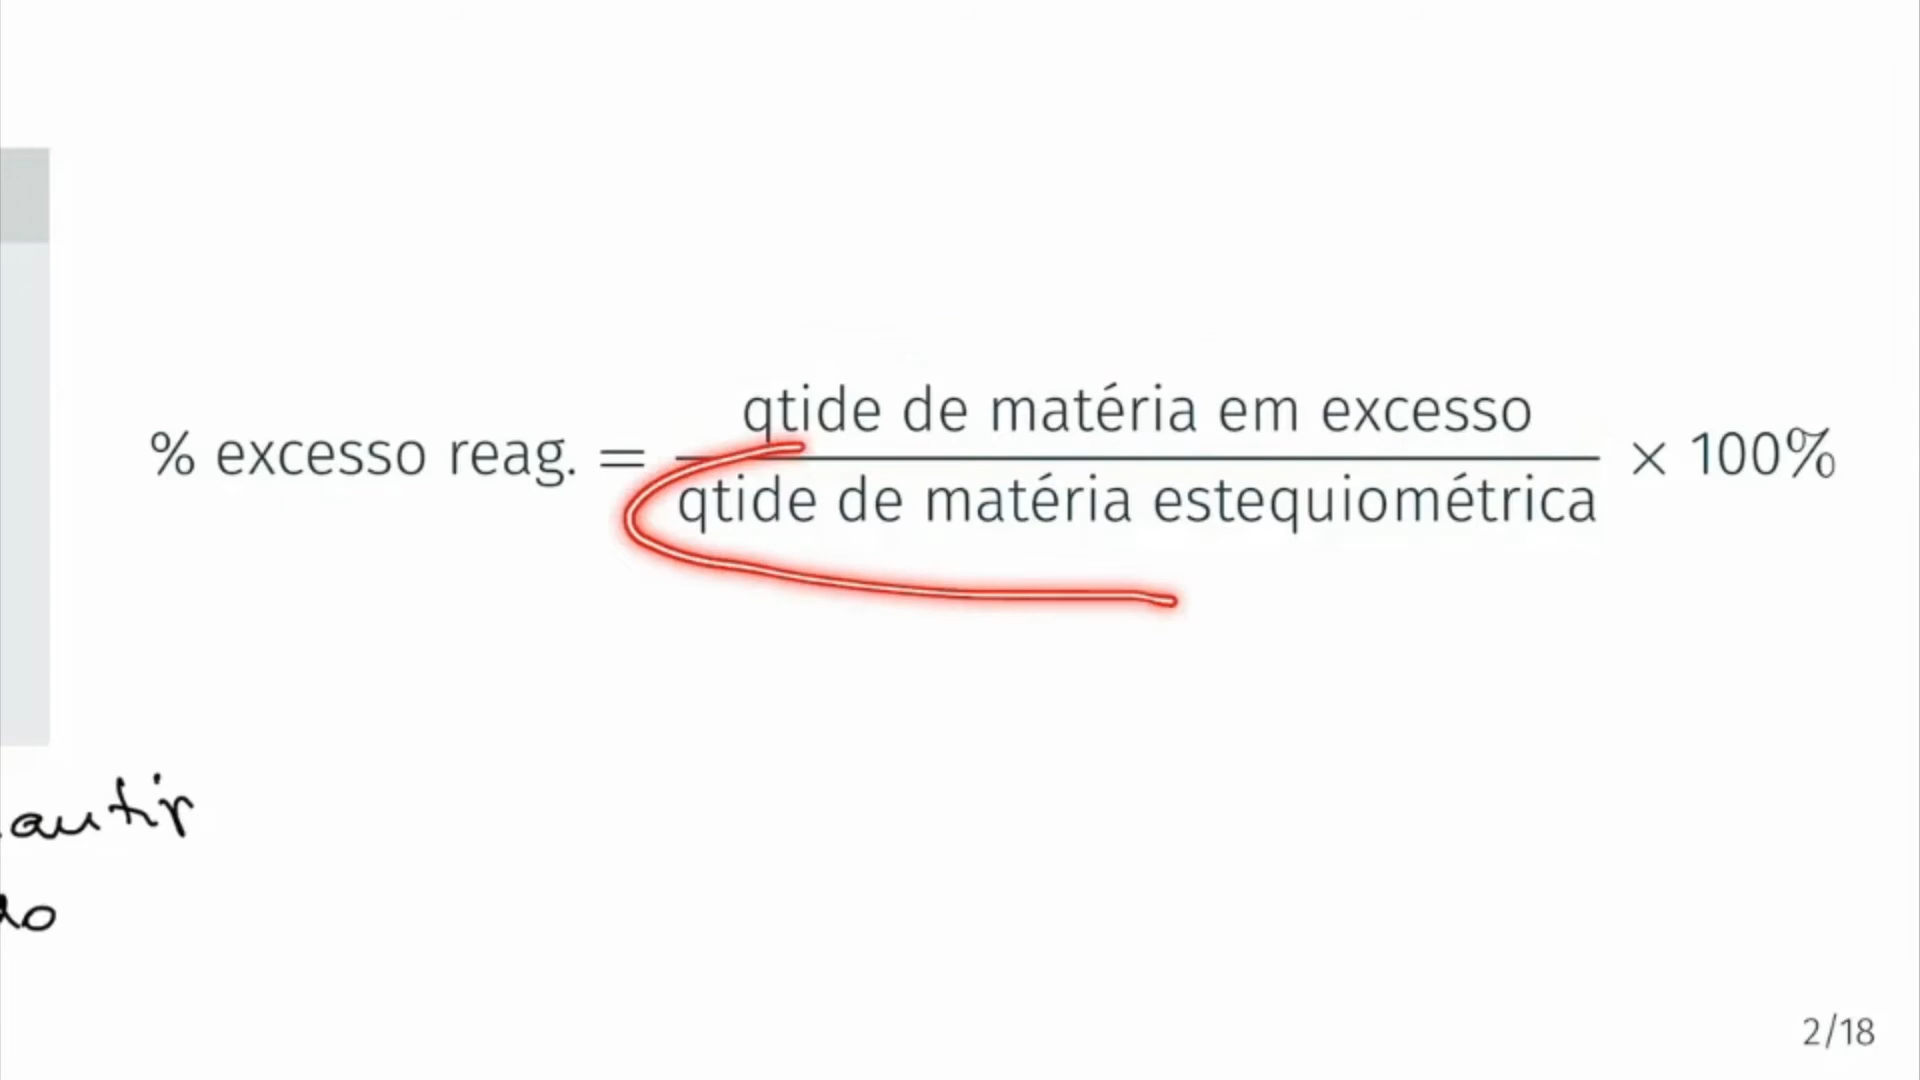 % excesso reag. = qtide de matéria em excesso / qtide de matéria estequiométrica × 100%
2/18